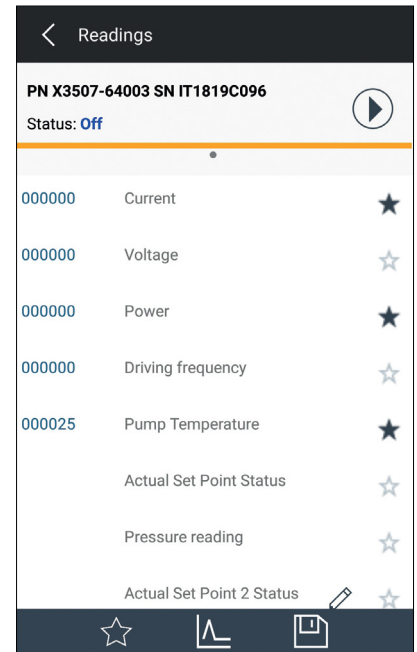 Readings
PN X3507-64003 SN IT1819C096
Status: Off
000000 Current
000000 Voltage
000000 Power
000000 Driving frequency
000025 Pump Temperature
Actual Set Point Status
Pressure reading
Actual Set Point 2 Status